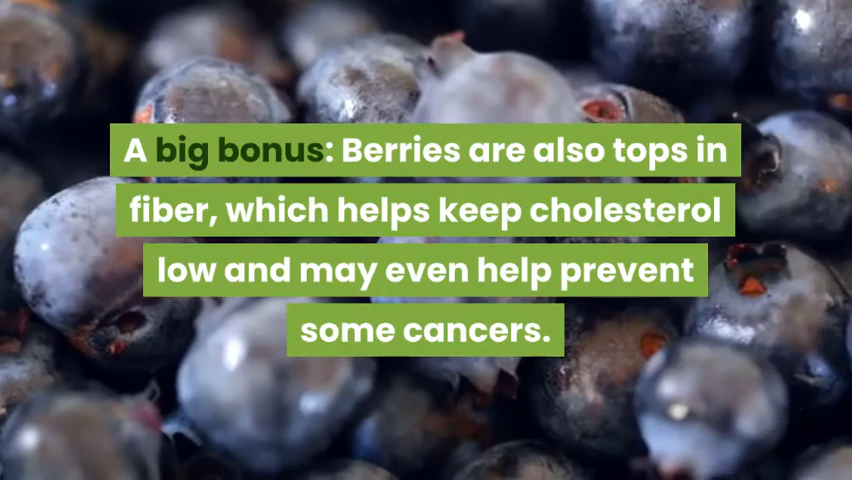 A big bonus: Berries are also tops in
fiber, which helps keep cholesterol
low and may even help prevent
some cancers.